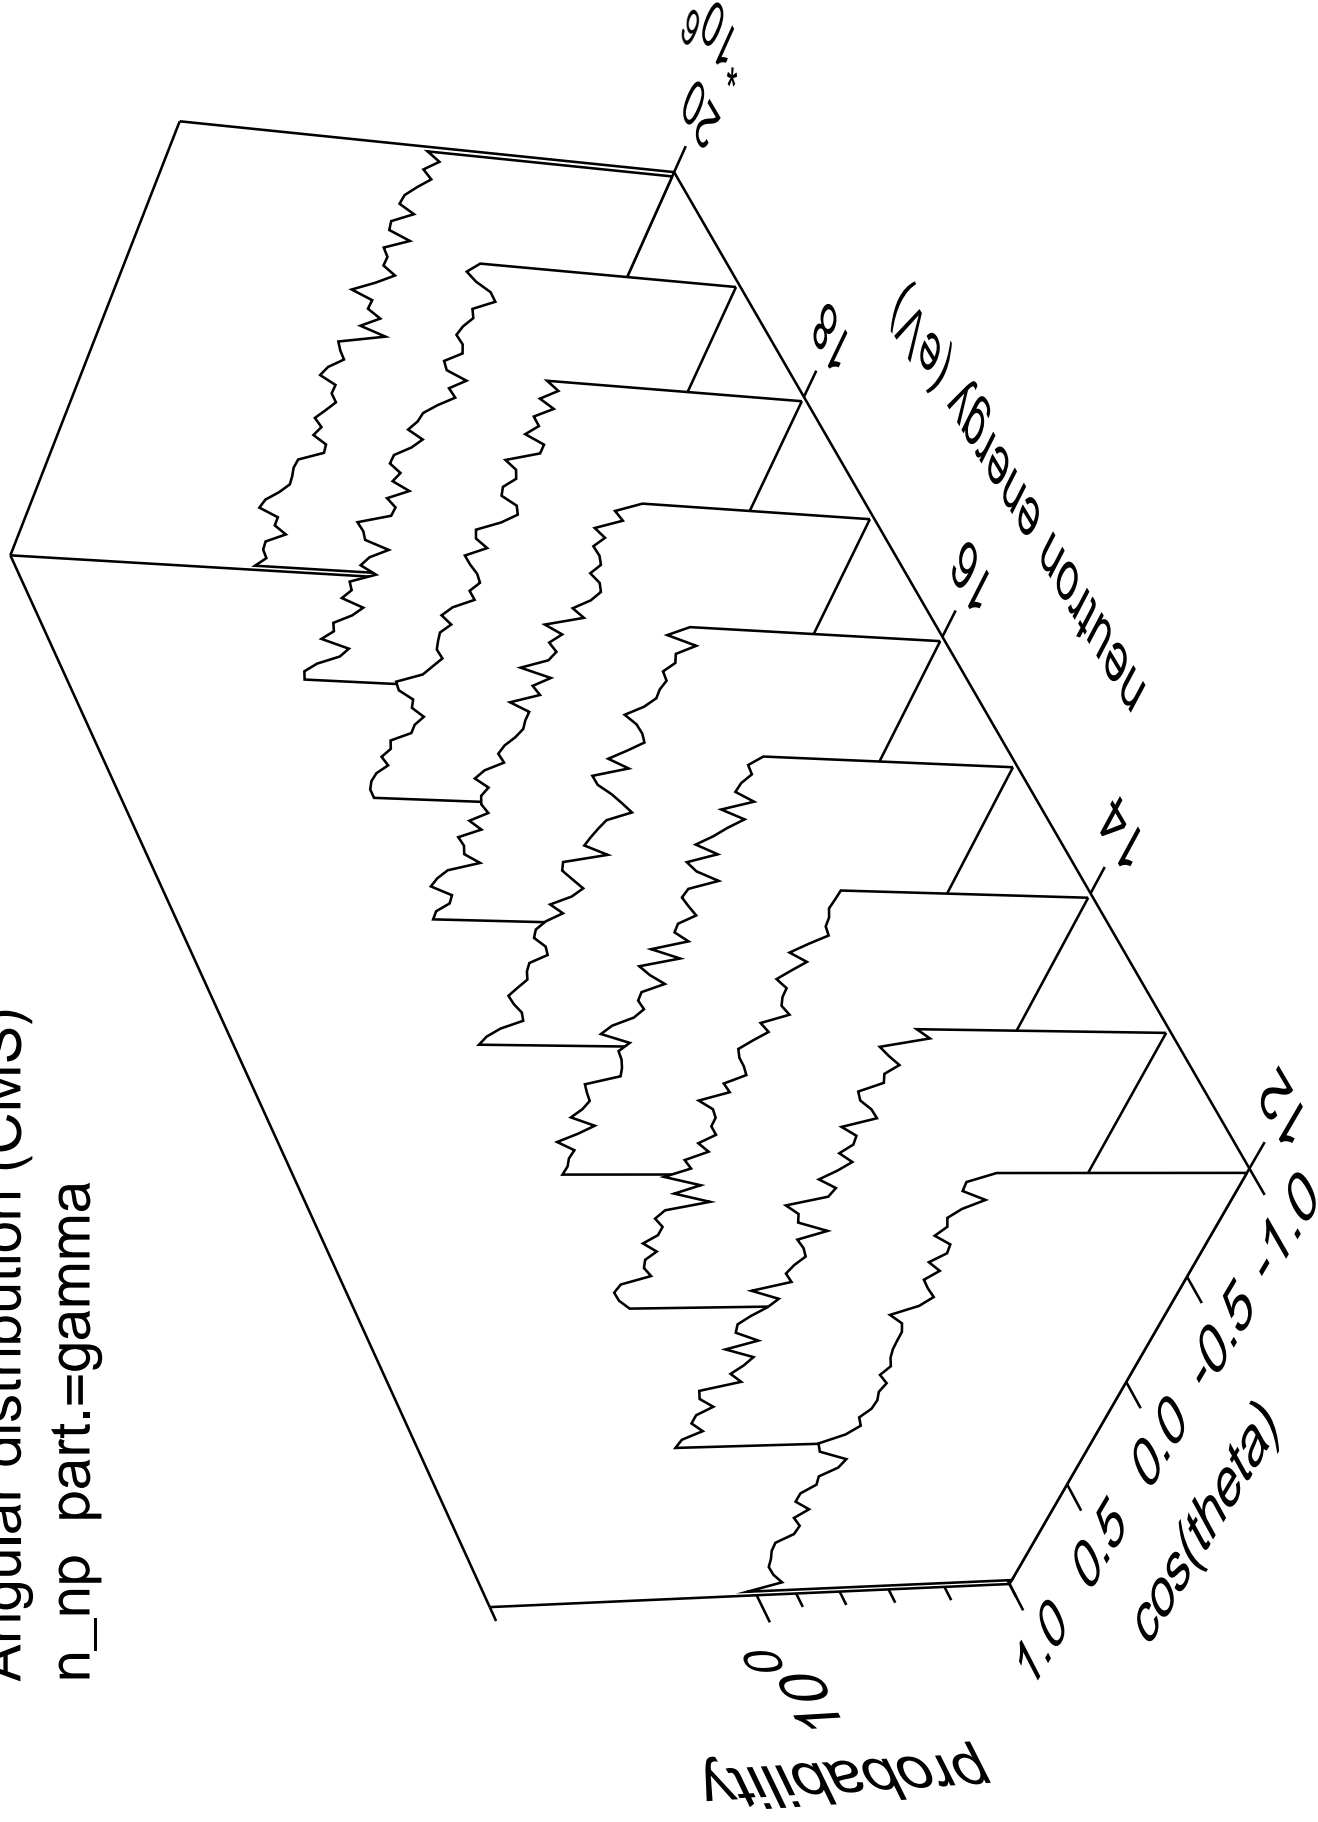 Angular distribution (CMS)
n_np part.=gamma
probability
10^0
1.0 0.5 0.0 -0.5 -1.0
cos(theta)
12 14 16 18 20
*10^6
neutron energy (eV)